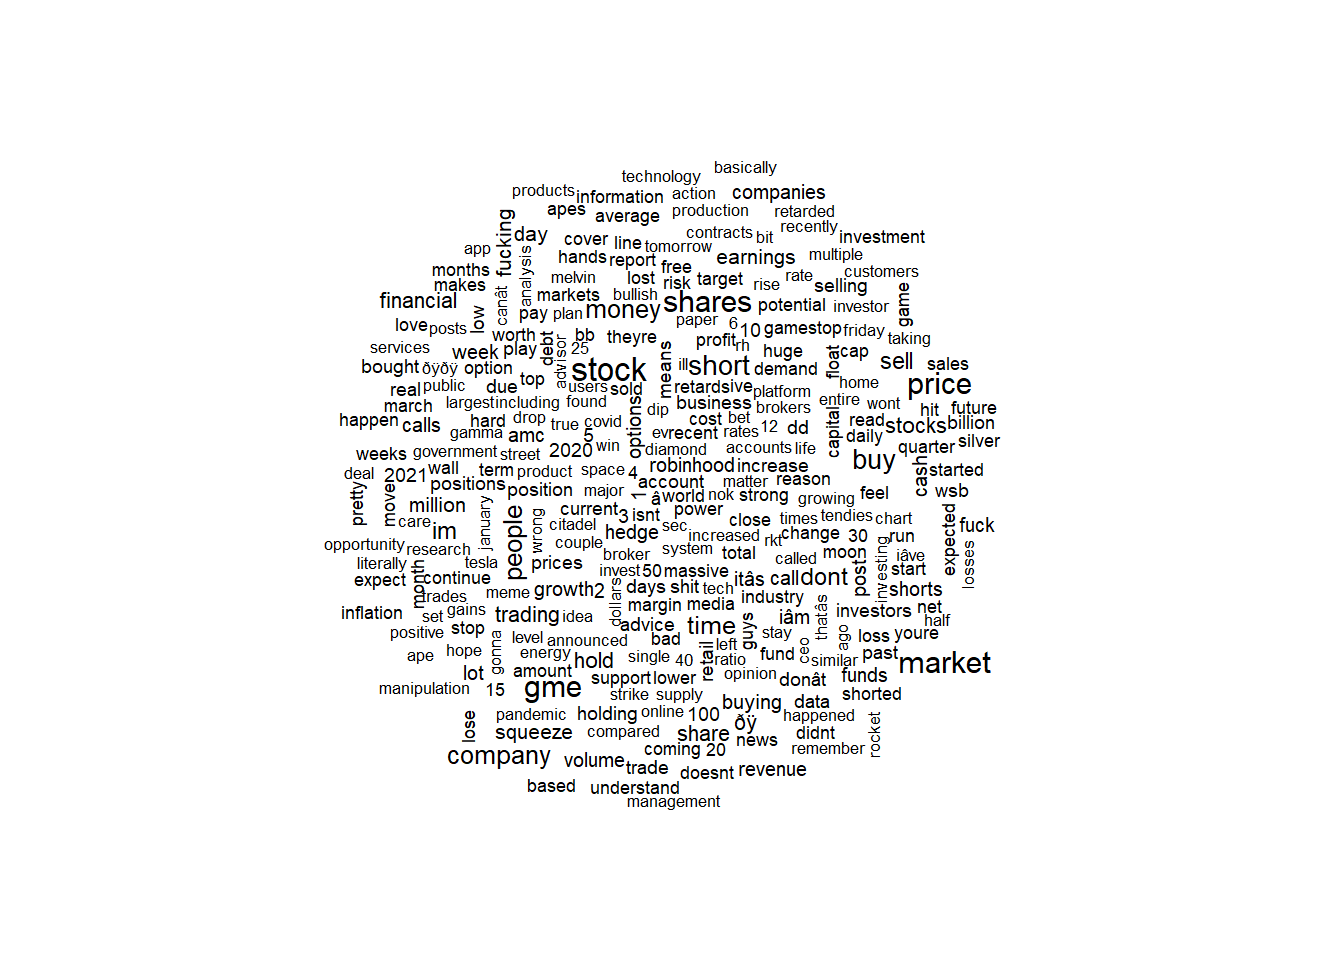 basically
technology
products
information
action
companies
apes
average
production
retarded
fucking
day
cover
line
tomorrow
contracts
bit
recently
investment
app
analysis
hands
report
free
earnings
multiple
months
makes
canât
melvin
lost
risk
target
rise
rate
customers
selling
financial
low
markets
bullish
money
shares
potential
investor
game
love
posts
pay
plan
paper
6
10
gamestop
friday
taking
services
week
worth
play
debt
advisor
bb
25
theyre
profit
rh
huge
float
cap
sell
sales
bought
ðÿðÿ
option
stock
means
ill
short
demand
price
real
public
due
top
users
sold
retardsive
platform
home
march
largest
including
found
options
business
brokers
entire
wont
hit
future
happen
calls
hard
drop
true
covid
dip
cost
bet
capital
read
stocks
billion
gamma
amc
5
evrecent
rates
12
dd
daily
weeks
government
street
2020
win
diamond
accounts
life
buy
quarter
silver
deal
2021
wall
term
product
space
4
robinhood
increase
cash
started
pretty
move
positions
position
major
1
account
matter
reason
feel
wsb
million
care
im
january
people
wrong
current
3
isnt
â
world
nok
strong
growing
expected
fuck
citadel
hedge
sec
power
close
times
tendies
chart
opportunity
research
couple
increased
rkt
change
30
run
literally
tesla
prices
broker
system
total
called
moon
post
investing
iâve
start
losses
expect
month
continue
invest
50
massive
itâs
call
dont
shorts
trades
meme
growth
2
dollars
days
shit
tech
industry
inflation
set
gains
trading
idea
margin
media
iâm
thatâs
investors
net
half
positive
stop
gonna
level
announced
advice
time
guys
stay
ago
loss
youre
ape
hope
energy
bad
retail
left
ceo
similar
past
market
lot
amount
hold
single
40
ratio
fund
manipulation
15
gme
support
lower
opinion
donât
funds
strike
supply
buying
data
shorted
lose
pandemic
holding
online
100
ðÿ
happened
rocket
squeeze
compared
share
news
didnt
company
volume
coming
20
remember
trade
doesnt
revenue
based
understand
management